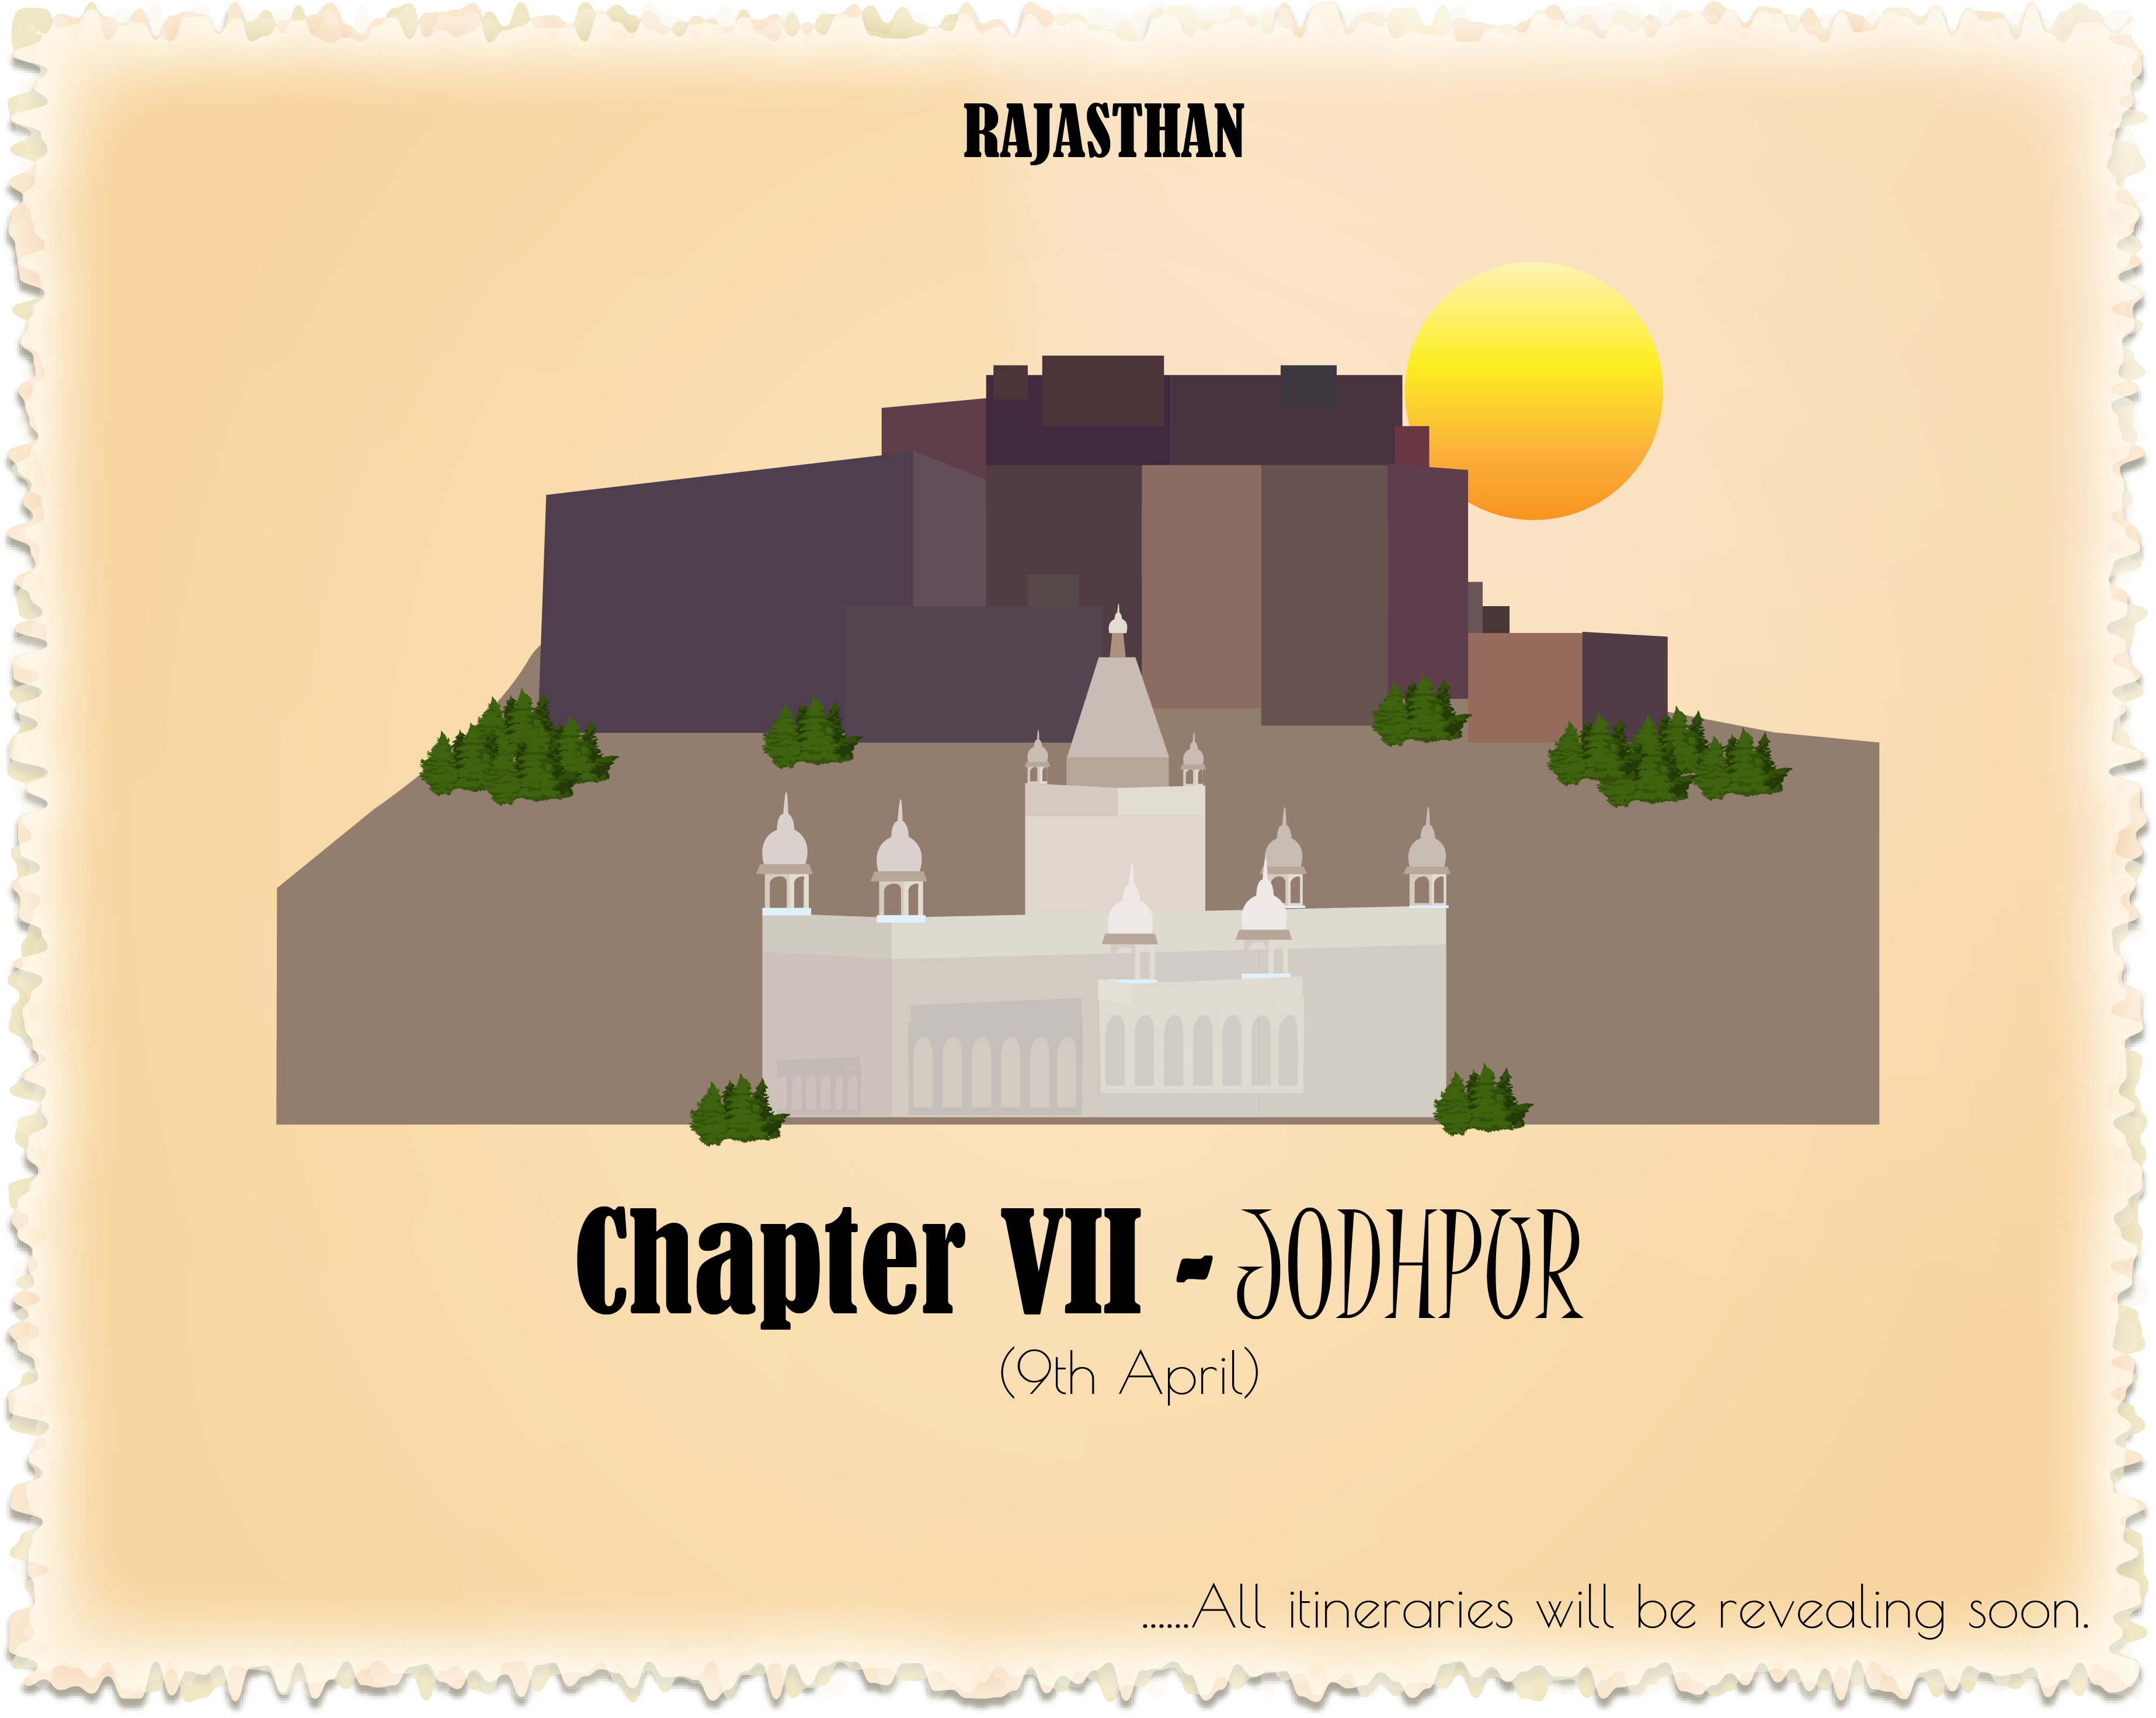 RAJASTHAN
Chapter VII - JODHPUR
(9th April)
......All itineraries will be revealing soon.